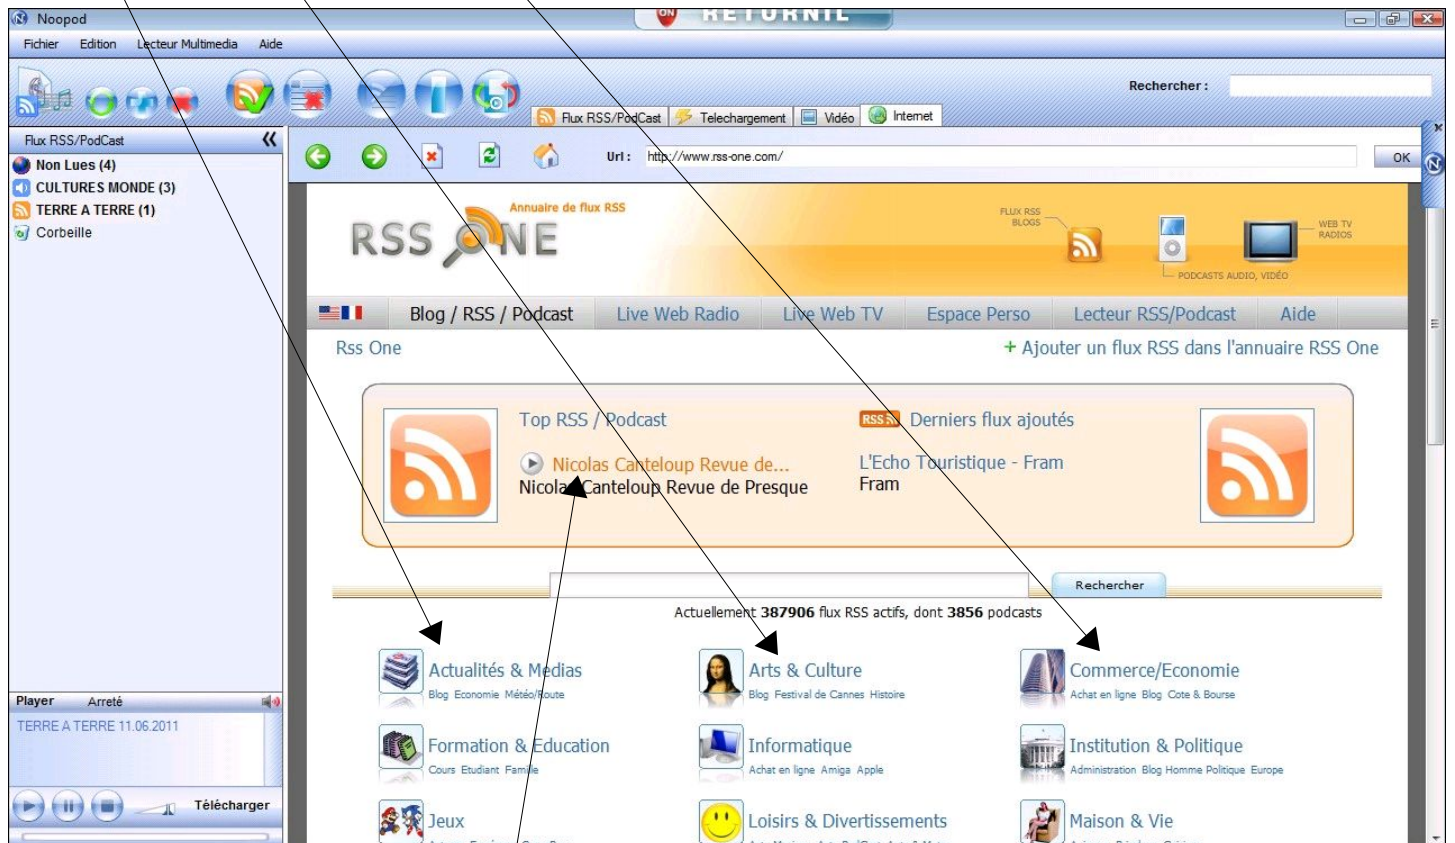 Noopod
ON RETURNIL
Fichier Edition Lecteur Multimedia Aide
Rechercher :
Flux RSS/PodCast Telechargement Vidéo Internet
Flux RSS/PodCast
Url : http://www.rss-one.com/ OK
Non Lues (4)
CULTURES MONDE (3)
TERRE A TERRE (1)
Corbeille
Annuaire de flux RSS
RSS ONE
FLUX RSS
BLOGS
WEB TV
RADIOS
PODCASTS AUDIO, VIDÉO
Blog / RSS / Podcast Live Web Radio Live Web TV Espace Perso Lecteur RSS/Podcast Aide
Rss One + Ajouter un flux RSS dans l'annuaire RSS One
Top RSS / Podcast
Nicolas Canteloup Revue de...
Nicolas Canteloup Revue de Presque
RSS Derniers flux ajoutés
L'Echo Touristique - Fram
Fram
Rechercher
Actuellement 387906 flux RSS actifs, dont 3856 podcasts
Actualités & Medias
Blog Economie Météo/Route
Arts & Culture
Blog Festival de Cannes Histoire
Commerce/Economie
Achat en ligne Blog Cote & Bourse
Formation & Education
Cours Etudiant Famille
Informatique
Achat en ligne Amiga Apple
Institution & Politique
Administration Blog Homme Politique Europe
Jeux
Loisirs & Divertissements
Maison & Vie
Player Arreté
TERRE A TERRE 11.06.2011
Télécharger